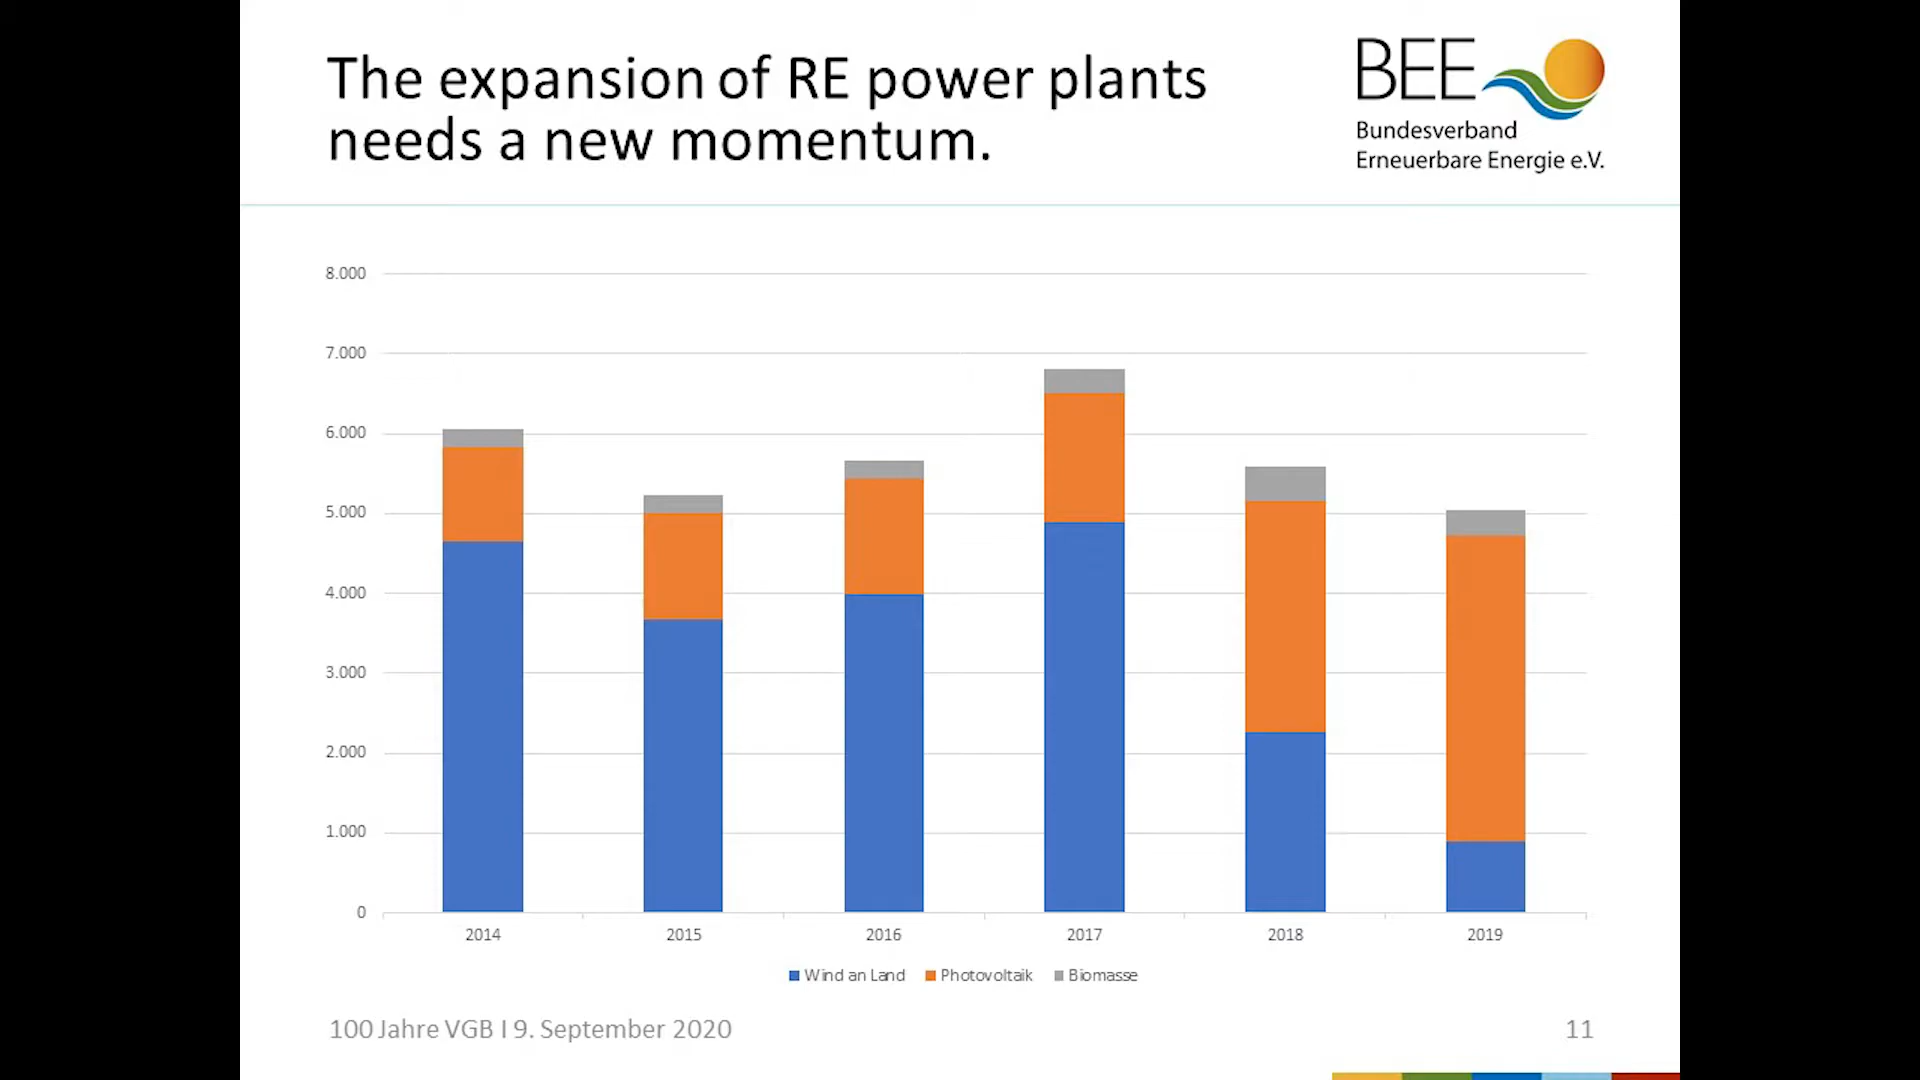 The expansion of RE power plants
needs a new momentum.
BEE
Bundesverband
Erneuerbare Energie e.V.
8.000
7.000
6.000
5.000
4.000
3.000
2.000
1.000
0
2014 2015 2016 2017 2018 2019
Wind an Land Photovoltaik Biomasse
100 Jahre VGB I 9. September 2020 11